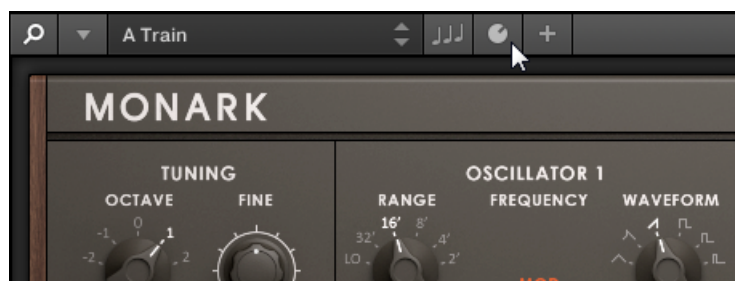 A Train
MONARK
TUNING
OSCILLATOR 1
OCTAVE FINE RANGE FREQUENCY WAVEFORM
-2 -1 0 1 2
LO 32' 16' 8' 4' 2'
MOD